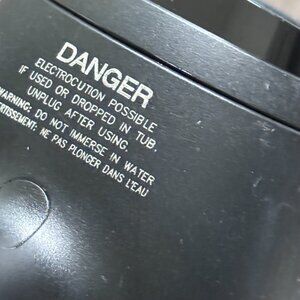 DANGER
ELECTROCUTION POSSIBLE
IF USED OR DROPPED IN TUB.
UNPLUG AFTER USING.
WARNING: DO NOT IMMERSE IN WATER
AVERTISSEMENT: NE PAS PLONGER DANS L'EAU